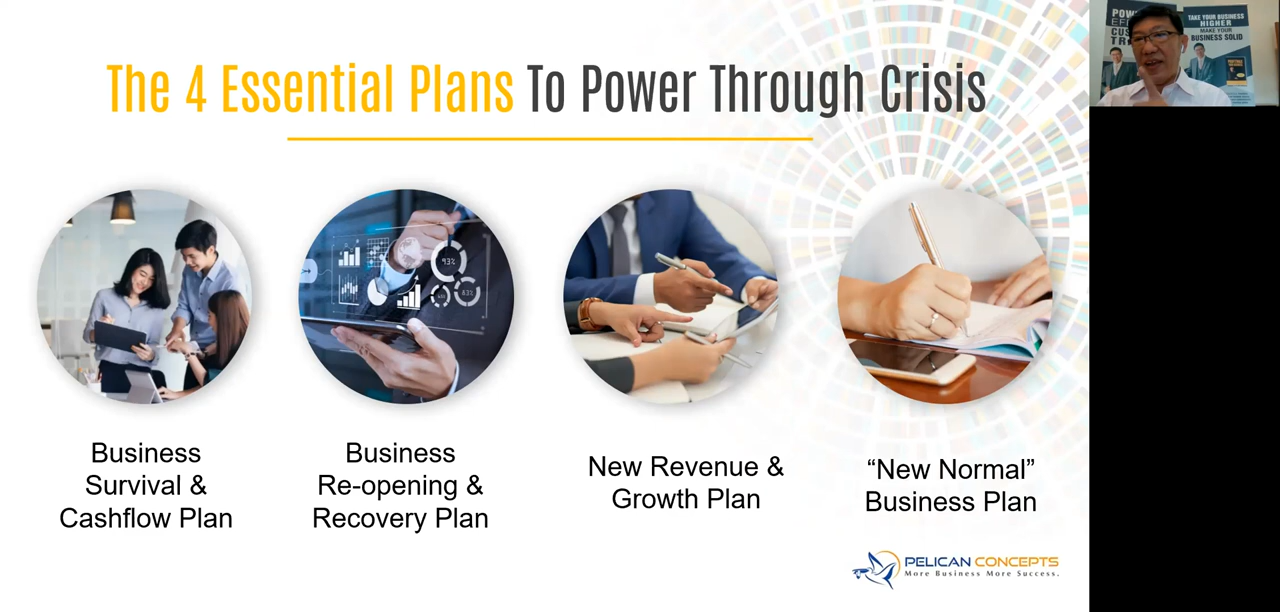 The 4 Essential Plans To Power Through Crisis
Business
Survival &
Cashflow Plan
Business
Re-opening &
Recovery Plan
New Revenue &
Growth Plan
“New Normal”
Business Plan
PELICAN CONCEPTS
More Business More Success.
93%
63%
TAKE YOUR BUSINESS
HIGHER
MAKE YOUR
BUSINESS SOLID